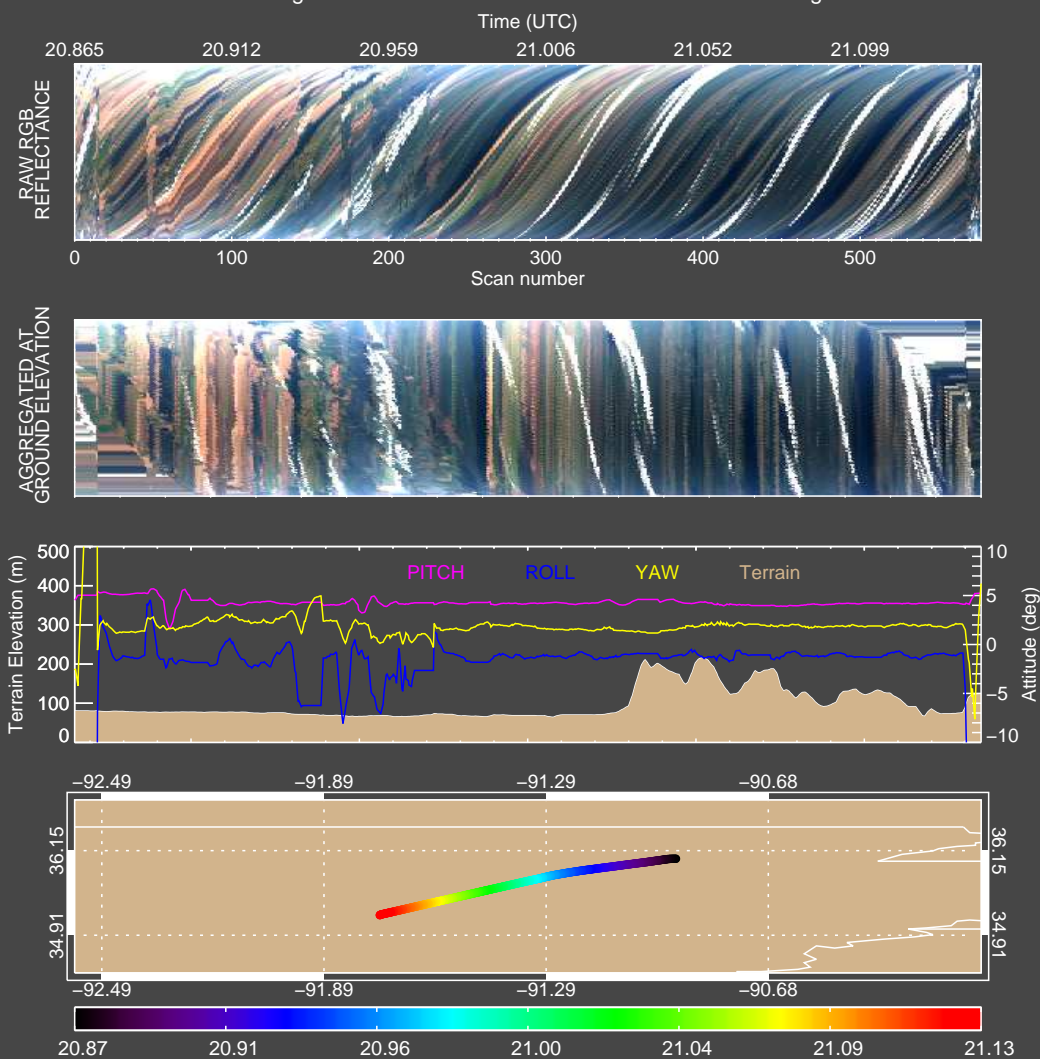 Time (UTC)
20.865 20.912 20.959 21.006 21.052 21.099
RAW RGB
REFLECTANCE
0 100 200 300 400 500
Scan number
AGGREGATED AT
GROUND ELEVATION
Terrain Elevation (m)
500
400
300
200
100
0
PITCH ROLL YAW Terrain
10
5
0
−5
−10
Attitude (deg)
−92.49 −91.89 −91.29 −90.68
36.15 36.15
34.91 34.91
−92.49 −91.89 −91.29 −90.68
20.87 20.91 20.96 21.00 21.04 21.09 21.13